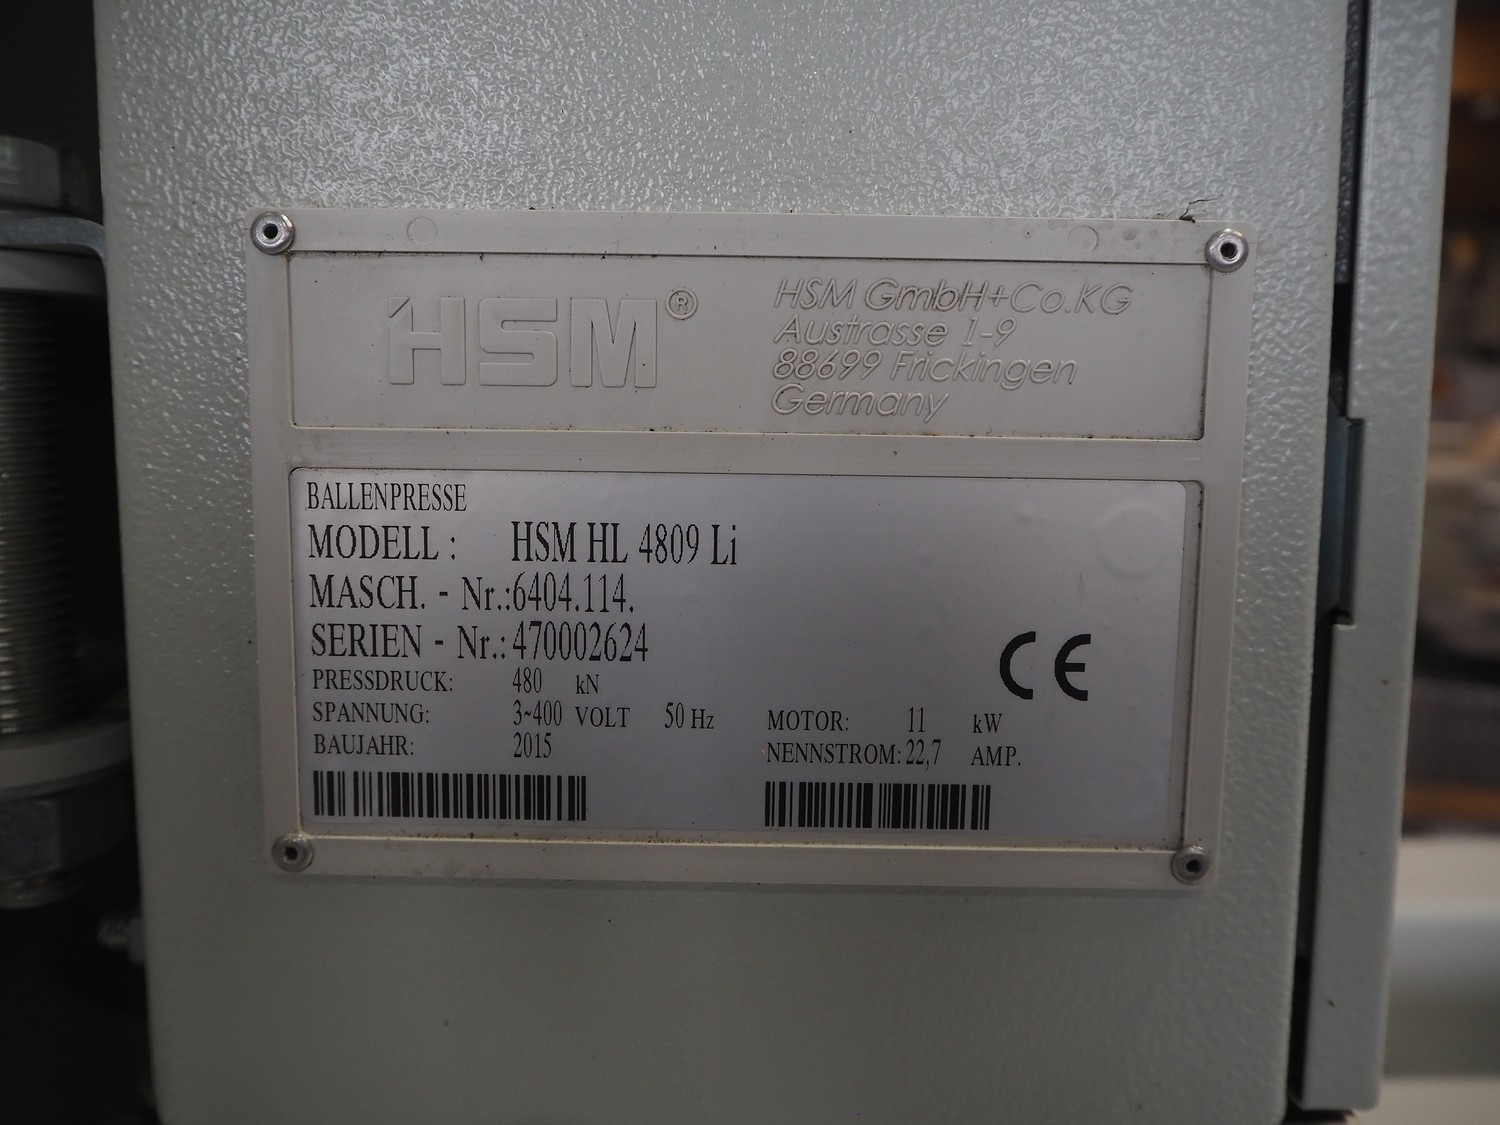 HSM®
HSM GmbH+Co.KG
Austrasse 1-9
88699 Frickingen
Germany
BALLENPRESSE
MODELL : HSM HL 4809 Li
MASCH. - Nr.:6404.114.
SERIEN - Nr.: 470002624
PRESSDRUCK: 480 kN
SPANNUNG: 3~400 VOLT 50 Hz MOTOR: 11 kW
BAUJAHR: 2015 NENNSTROM: 22,7 AMP.
CE